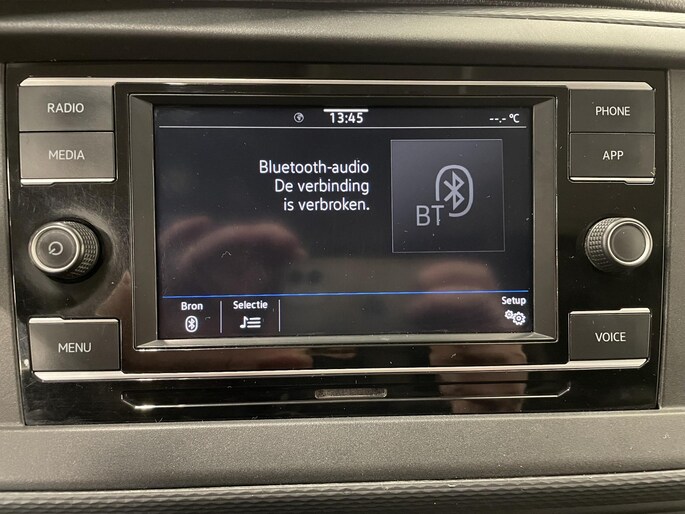 RADIO
MEDIA
MENU
13:45
--,- °C
Bluetooth-audio
De verbinding
is verbroken.
BT
Bron
Selectie
Setup
PHONE
APP
VOICE